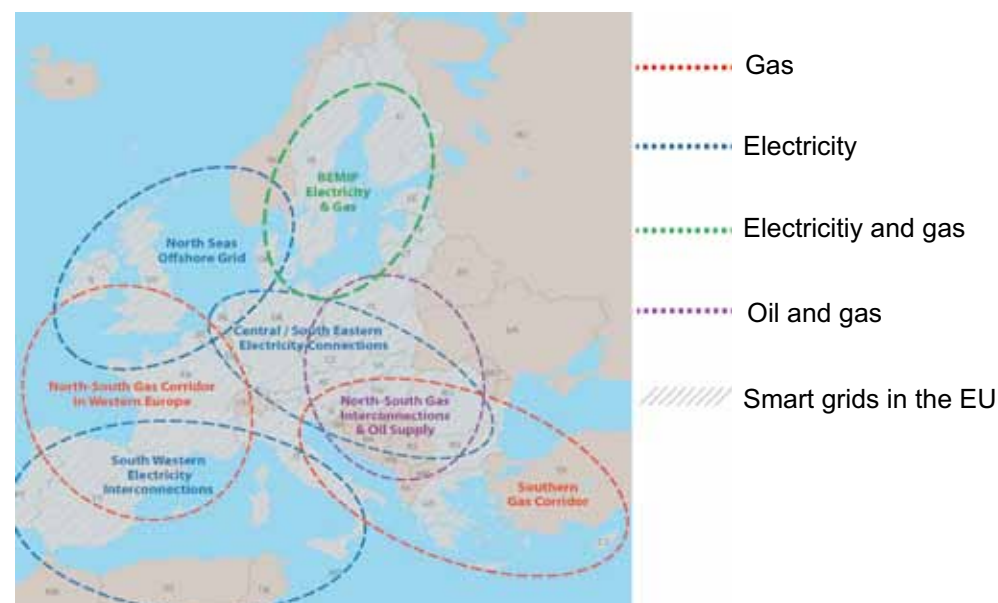 Gas
Electricity
Electricitiy and gas
Oil and gas
Smart grids in the EU
BEMIP
Electricity
& Gas
North Seas
Offshore Grid
Central / South Eastern
Electricity Connections
North-South Gas Corridor
in Western Europe
North-South Gas
Interconnections
& Oil Supply
South Western
Electricity
Interconnections
Southern
Gas Corridor